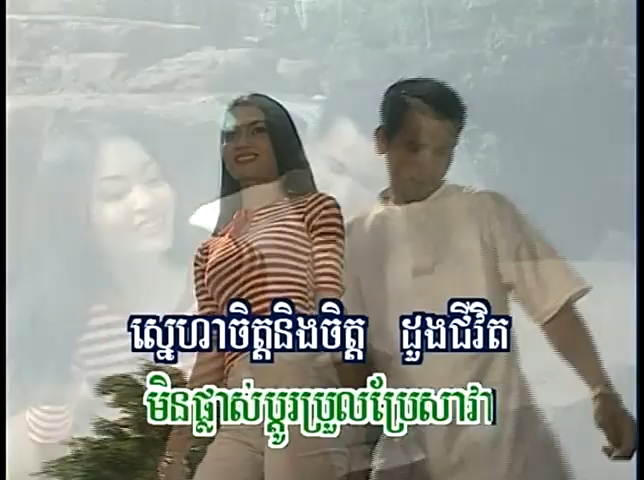 ស្នេហាចិត្តនិងចិត្ត ដួងជីវិត
មិនផ្លាស់ប្ដូរប្រួលប្រែសាវា